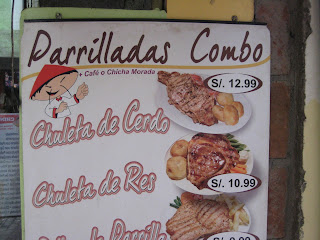 Parrilladas Combo
+ Café o Chicha Morada
S/. 12.99
Chuleta de Cerdo
Chuleta de Res
S/. 10.99